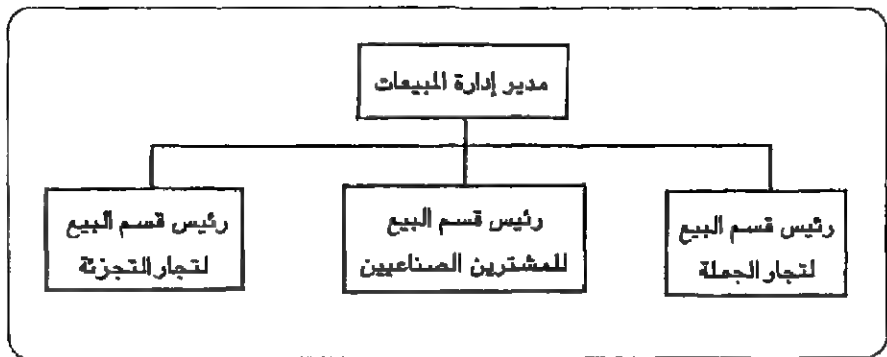 مدير إدارة المبيعات
رئيس قسم البيع
لتجار الجملة
رئيس قسم البيع
للمشترين الصناعيين
رئيس قسم البيع
لتجار التجزئة